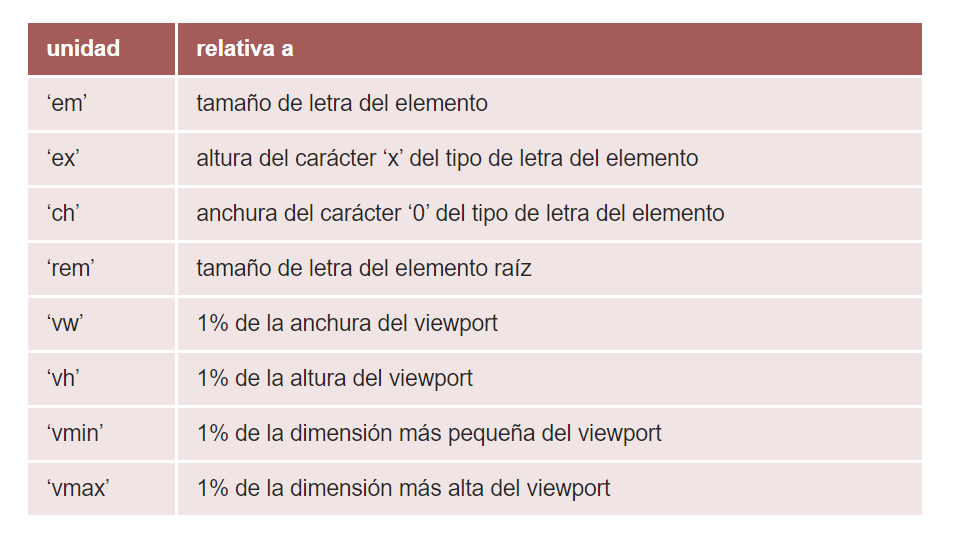 unidad relativa a
‘em’ tamaño de letra del elemento
‘ex’ altura del carácter ‘x’ del tipo de letra del elemento
‘ch’ anchura del carácter ‘0’ del tipo de letra del elemento
‘rem’ tamaño de letra del elemento raíz
‘vw’ 1% de la anchura del viewport
‘vh’ 1% de la altura del viewport
‘vmin’ 1% de la dimensión más pequeña del viewport
‘vmax’ 1% de la dimensión más alta del viewport